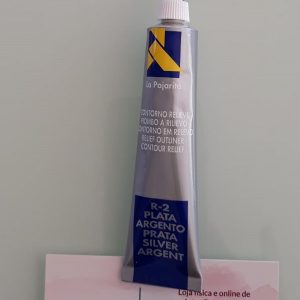 La Pajarita
CONTORNO RELIEVE
PIOMBO A RILIEVO
CONTORNO EM RELEVO
RELIEF OUTLINER
CONTOUR RELIEF
R-2
PLATA
ARGENTO
PRATA
SILVER
ARGENT
Loja física e online de